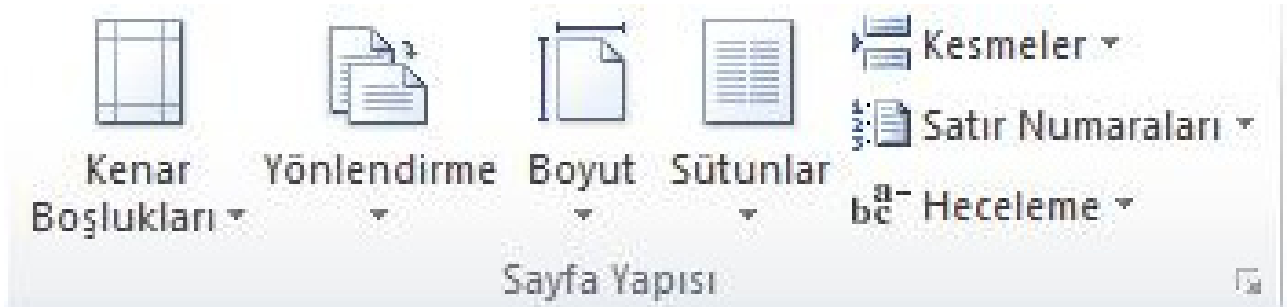 Kenar
Boşlukları
Yönlendirme
Boyut
Sütunlar
Kesmeler
Satır Numaraları
Heceleme
Sayfa Yapısı